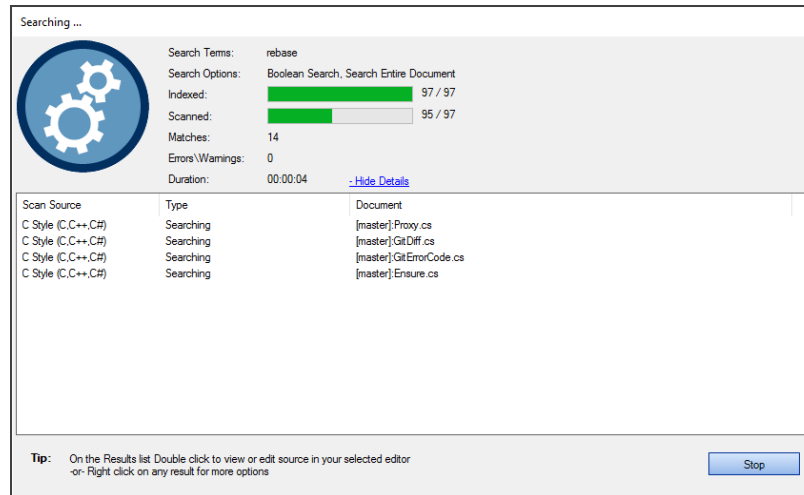 Searching ...
Search Terms: rebase
Search Options: Boolean Search, Search Entire Document
Indexed: 97 / 97
Scanned: 95 / 97
Matches: 14
Errors\Warnings: 0
Duration: 00:00:04 - Hide Details
Scan Source Type Document
C Style (C,C++,C#) Searching [master]:Proxy.cs
C Style (C,C++,C#) Searching [master]:GitDiff.cs
C Style (C,C++,C#) Searching [master]:GitErrorCode.cs
C Style (C,C++,C#) Searching [master]:Ensure.cs
Tip: On the Results list Double click to view or edit source in your selected editor
-or- Right click on any result for more options
Stop